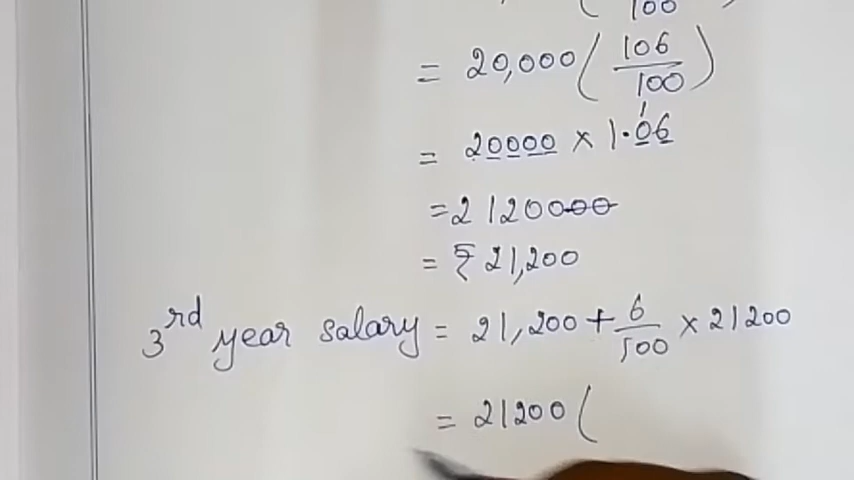 ( 100
= 20,000 ( 106 / 100 )
= 20000 × 1.06
= 2120000
= ₹ 21,200
3rd year salary = 21,200 + 6/100 × 21200
= 21200 (